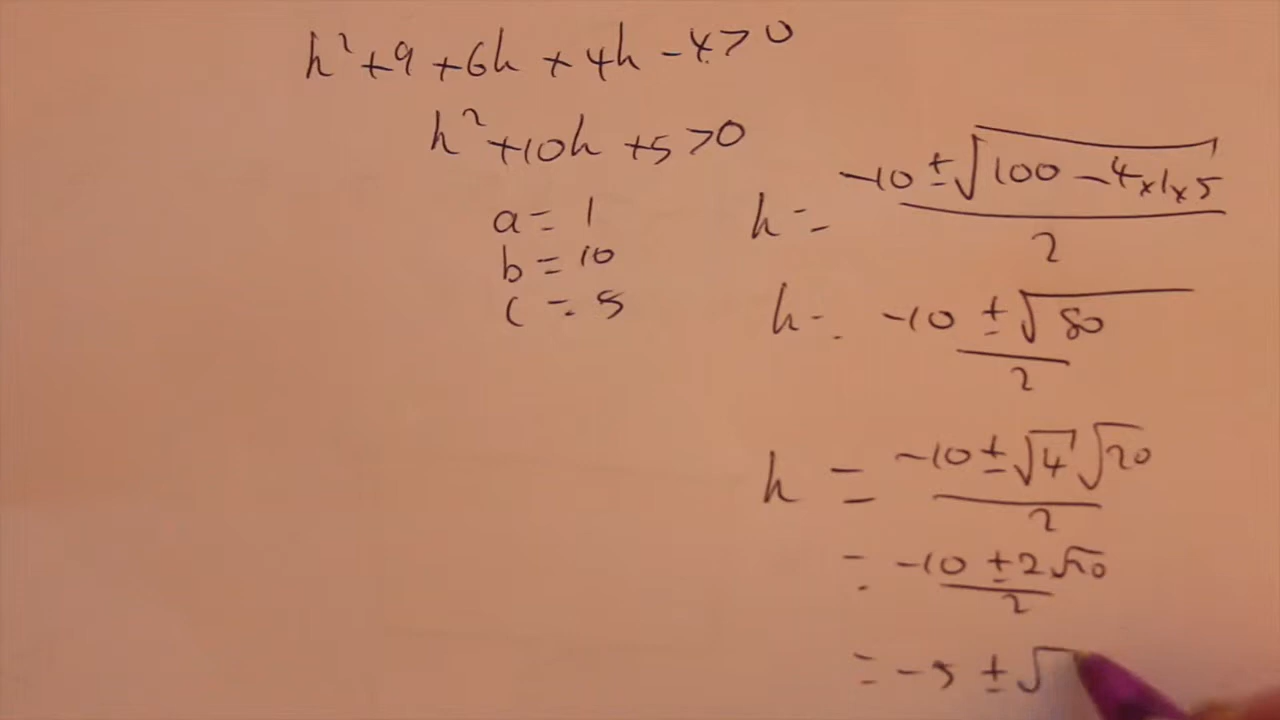 h² + 9 + 6h + 4h - 4 > 0
h² + 10h + 5 > 0
a = 1
b = 10
c = 5
h = (-10 ± √(100 - 4×1×5)) / 2
h = (-10 ± √80) / 2
h = (-10 ± √4 √20) / 2
= (-10 ± 2√20) / 2
= -5 ± √